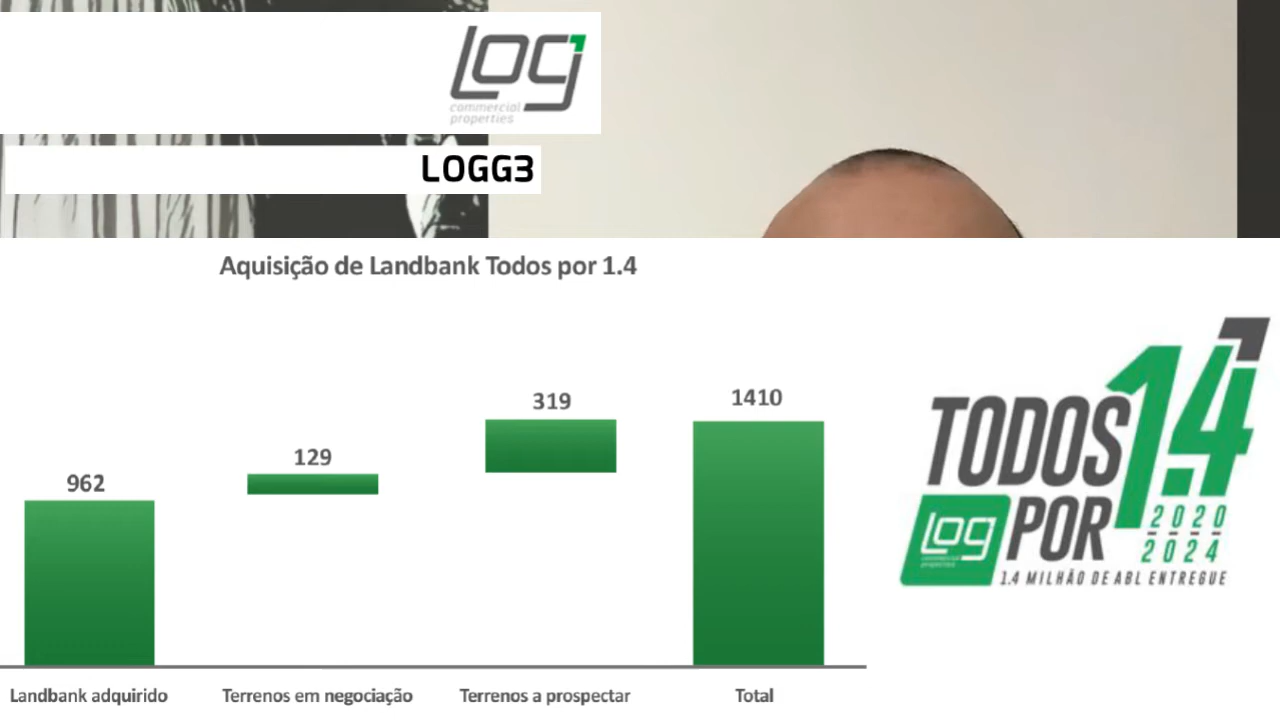 Log
commercial
properties
LOGG3
Aquisição de Landbank Todos por 1.4
962
129
319
1410
Landbank adquirido
Terrenos em negociação
Terrenos a prospectar
Total
TODOS
1.4
POR
Log
commercial
properties
2020
2024
1.4 MILHÃO DE ABL ENTREGUE